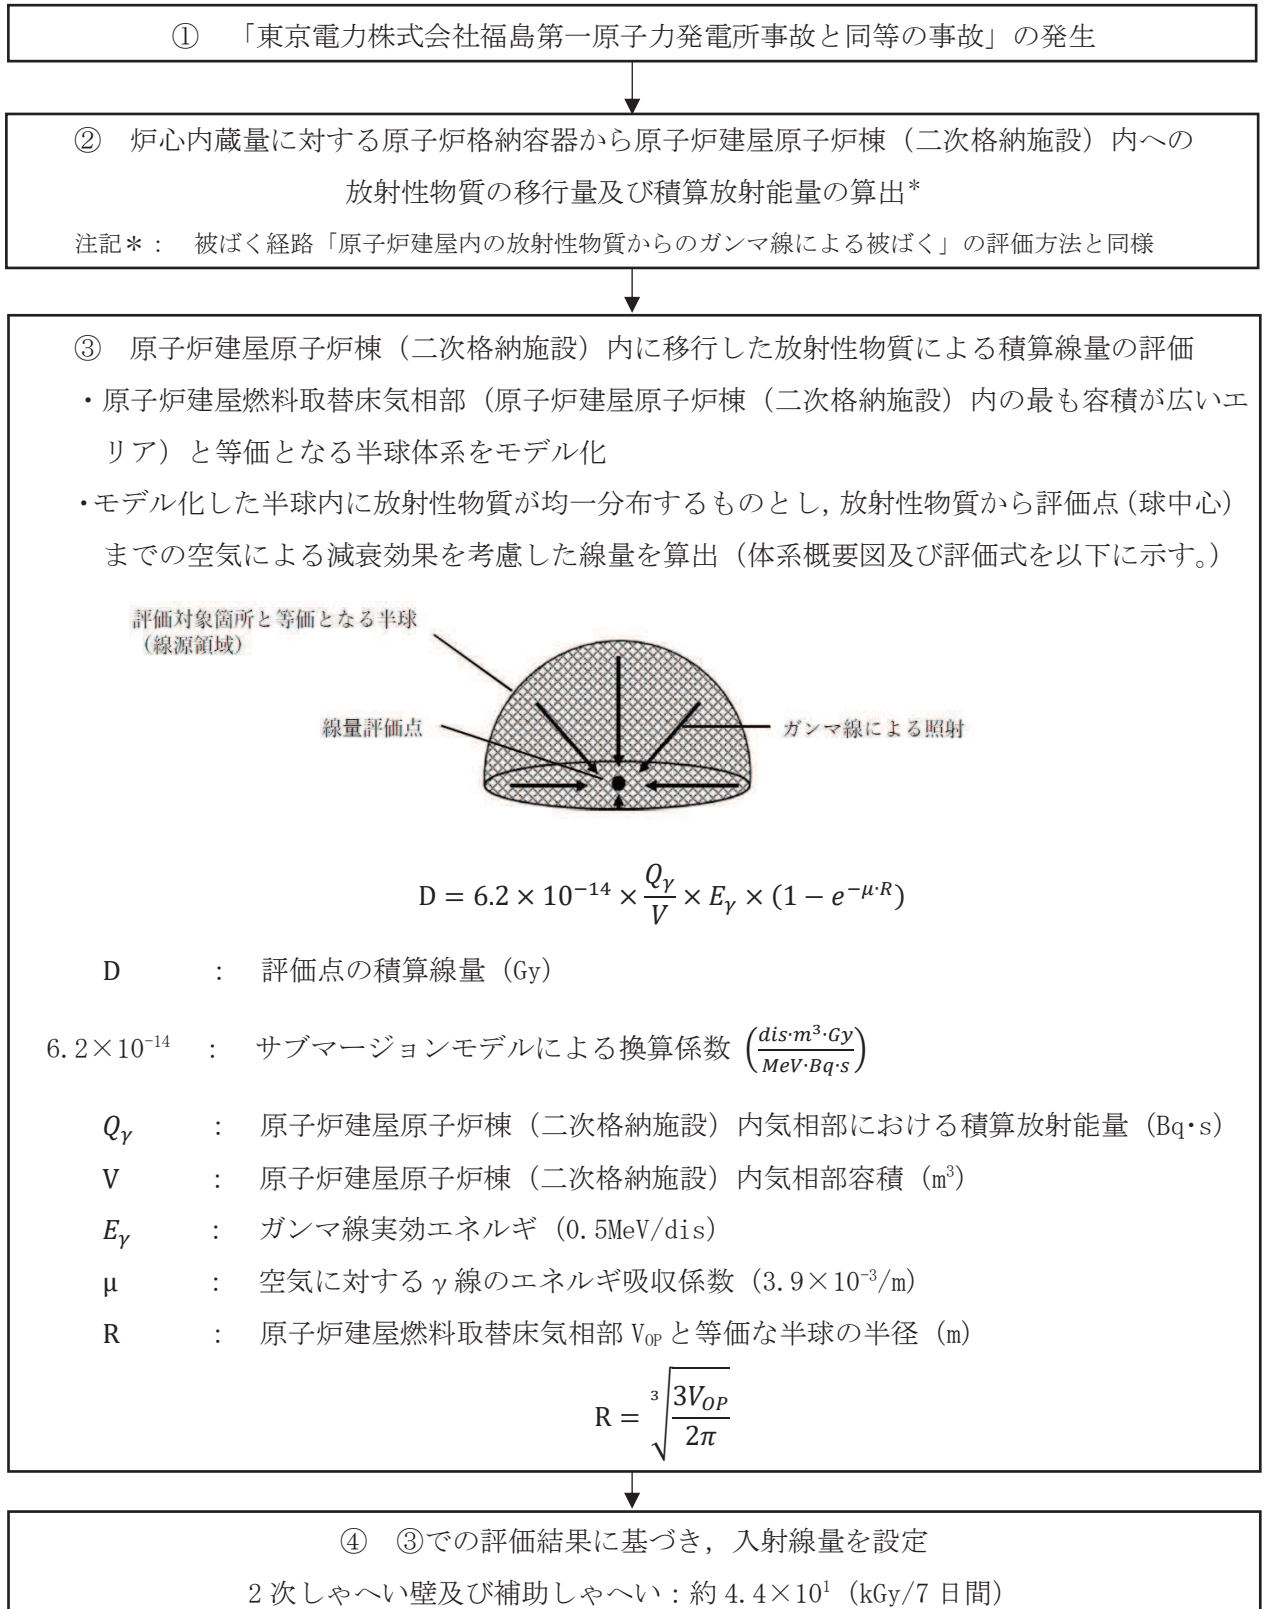 ① 「東京電力株式会社福島第一原子力発電所事故と同等の事故」の発生
② 炉心内蔵量に対する原子炉格納容器から原子炉建屋原子炉棟（二次格納施設）内への
放射性物質の移行量及び積算放射能量の算出*
注記＊： 被ばく経路「原子炉建屋内の放射性物質からのガンマ線による被ばく」の評価方法と同様
③ 原子炉建屋原子炉棟（二次格納施設）内に移行した放射性物質による積算線量の評価
・原子炉建屋燃料取替床気相部（原子炉建屋原子炉棟（二次格納施設）内の最も容積が広いエ
リア）と等価となる半球体系をモデル化
・モデル化した半球内に放射性物質が均一分布するものとし，放射性物質から評価点（球中心）
までの空気による減衰効果を考慮した線量を算出（体系概要図及び評価式を以下に示す。）
評価対象箇所と等価となる半球
（線源領域）
線量評価点
ガンマ線による照射
D = 6.2 × 10⁻¹⁴ × Qγ/V × Eγ × (1 − e^(−μ·R))
D : 評価点の積算線量（Gy）
6.2×10⁻¹⁴ : サブマージョンモデルによる換算係数 (dis·m³·Gy/MeV·Bq·s)
Qγ : 原子炉建屋原子炉棟（二次格納施設）内気相部における積算放射能量（Bq・s）
V : 原子炉建屋原子炉棟（二次格納施設）内気相部容積（m³）
Eγ : ガンマ線実効エネルギ（0.5MeV/dis）
μ : 空気に対するγ線のエネルギ吸収係数（3.9×10⁻³/m）
R : 原子炉建屋燃料取替床気相部 V_OP と等価な半球の半径（m）
R = ³√(3V_OP/2π)
④ ③での評価結果に基づき，入射線量を設定
2次しゃへい壁及び補助しゃへい：約 4.4×10¹（kGy/7 日間）